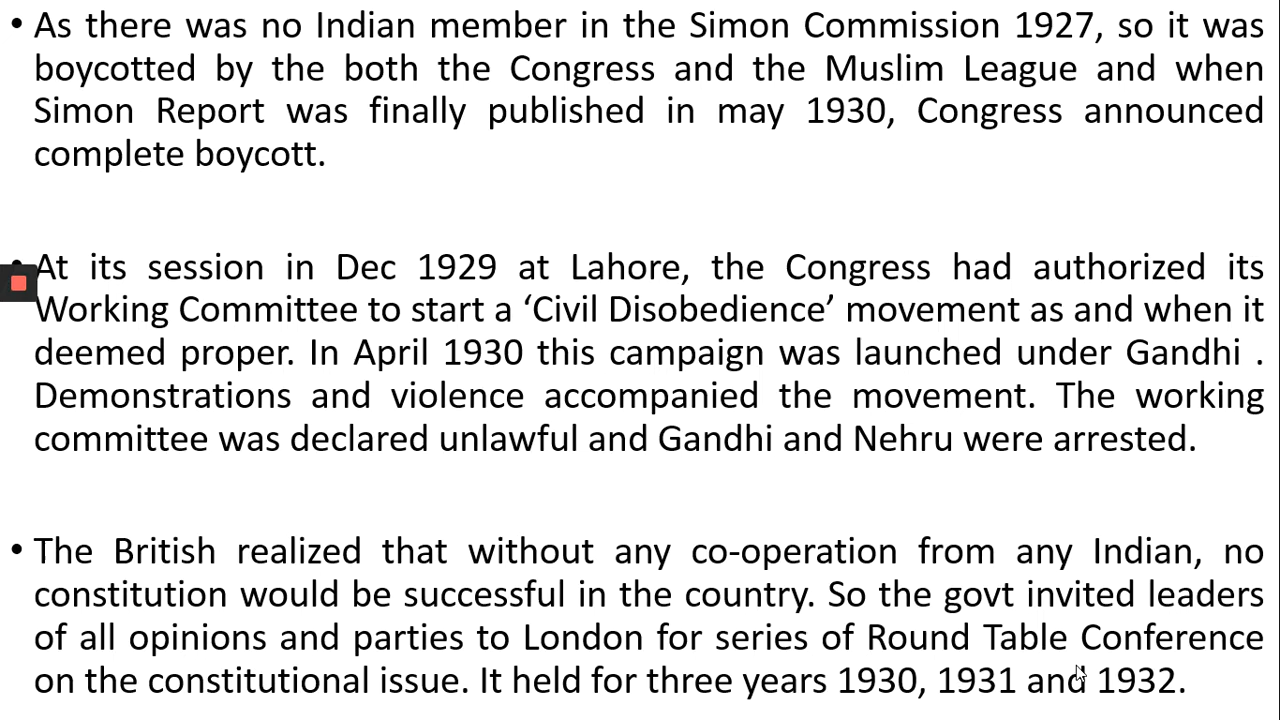 • As there was no Indian member in the Simon Commission 1927, so it was
boycotted by the both the Congress and the Muslim League and when
Simon Report was finally published in may 1930, Congress announced
complete boycott.
• At its session in Dec 1929 at Lahore, the Congress had authorized its
Working Committee to start a ‘Civil Disobedience’ movement as and when it
deemed proper. In April 1930 this campaign was launched under Gandhi .
Demonstrations and violence accompanied the movement. The working
committee was declared unlawful and Gandhi and Nehru were arrested.
• The British realized that without any co-operation from any Indian, no
constitution would be successful in the country. So the govt invited leaders
of all opinions and parties to London for series of Round Table Conference
on the constitutional issue. It held for three years 1930, 1931 and 1932.